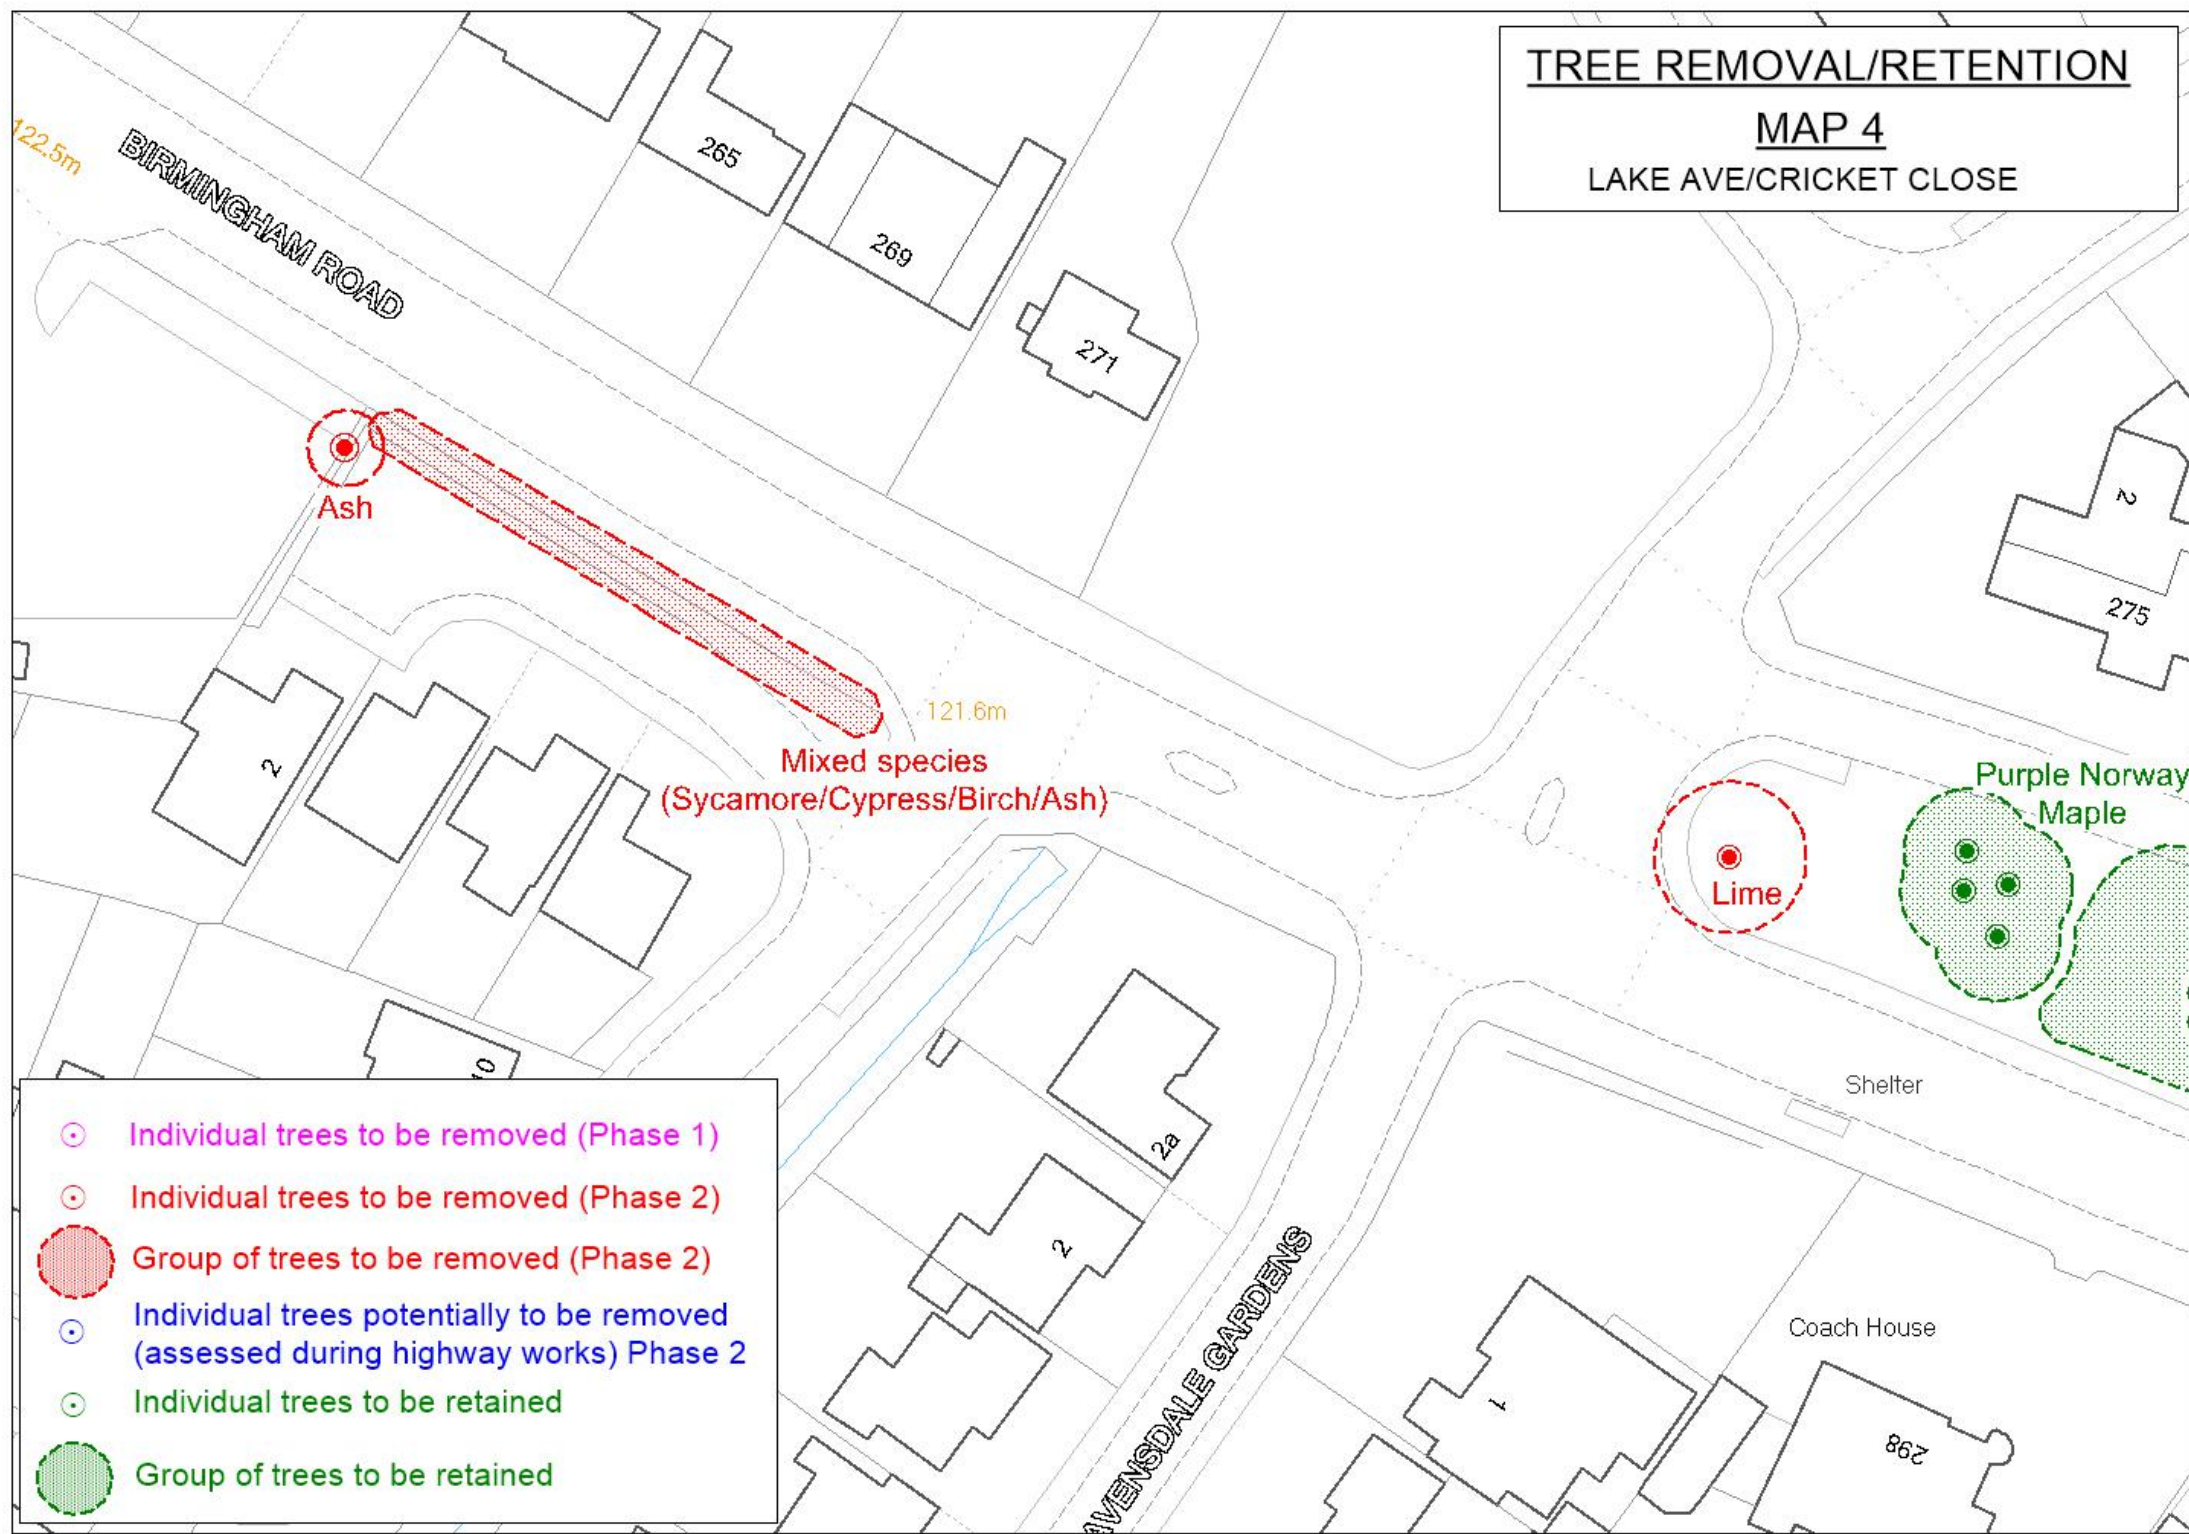 TREE REMOVAL/RETENTION
MAP 4
LAKE AVE/CRICKET CLOSE
122.5m
BIRMINGHAM ROAD
265
269
271
Ash
2
275
121.6m
Mixed species
(Sycamore/Cypress/Birch/Ash)
Purple Norway
Maple
Lime
2
10
2a
2
Shelter
Coach House
1
298
AVENSDALE GARDENS
Individual trees to be removed (Phase 1)
Individual trees to be removed (Phase 2)
Group of trees to be removed (Phase 2)
Individual trees potentially to be removed
(assessed during highway works) Phase 2
Individual trees to be retained
Group of trees to be retained